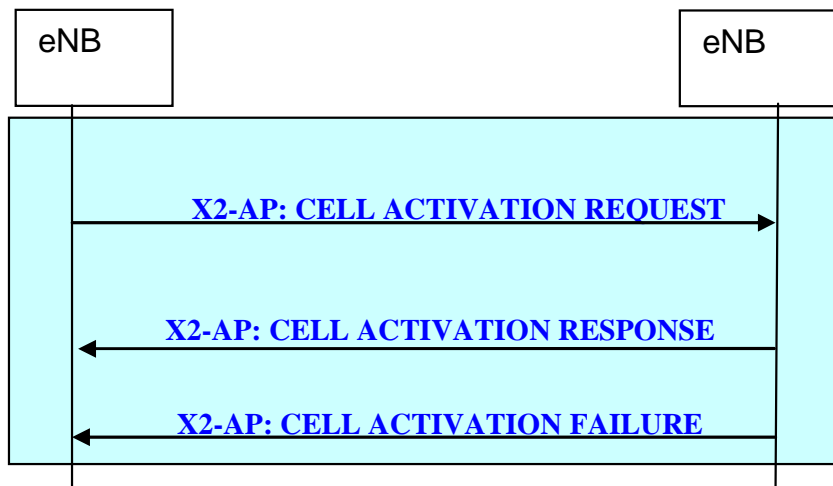 eNB
eNB
X2-AP: CELL ACTIVATION REQUEST
X2-AP: CELL ACTIVATION RESPONSE
X2-AP: CELL ACTIVATION FAILURE